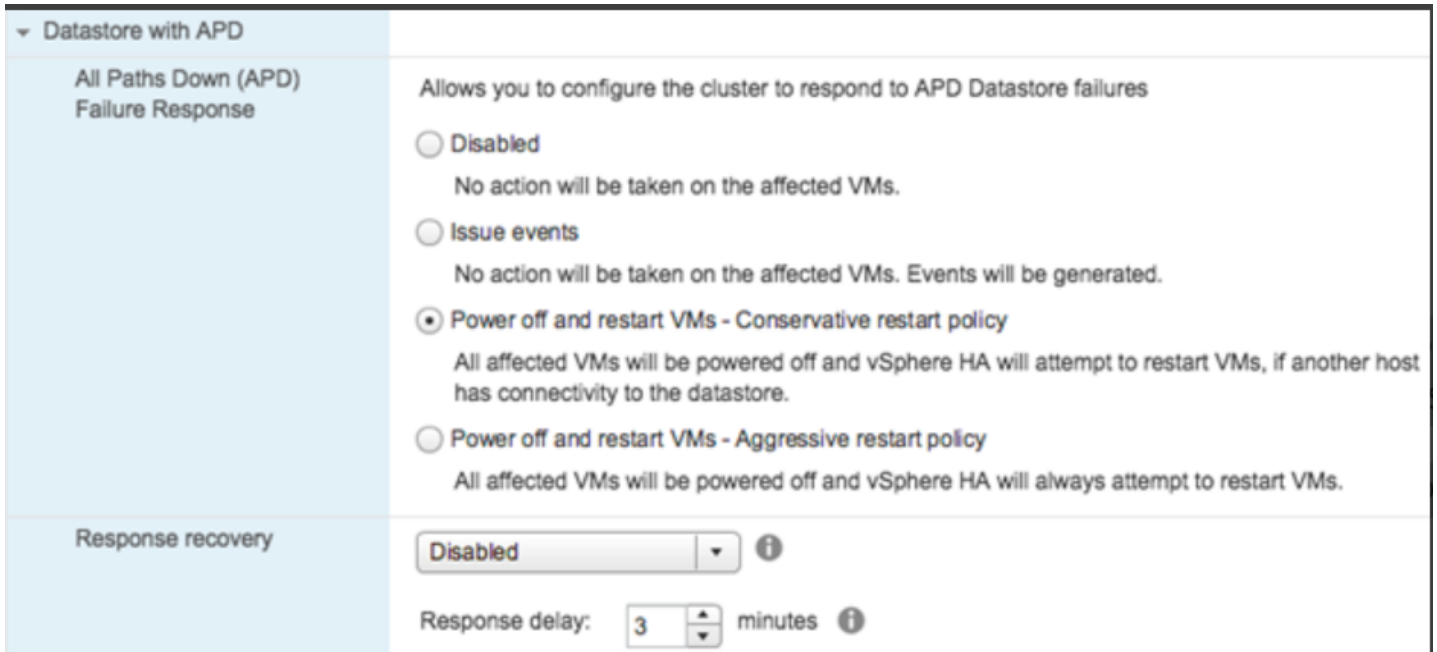 Datastore with APD
All Paths Down (APD)
Failure Response
Allows you to configure the cluster to respond to APD Datastore failures
Disabled
No action will be taken on the affected VMs.
Issue events
No action will be taken on the affected VMs. Events will be generated.
Power off and restart VMs - Conservative restart policy
All affected VMs will be powered off and vSphere HA will attempt to restart VMs, if another host
has connectivity to the datastore.
Power off and restart VMs - Aggressive restart policy
All affected VMs will be powered off and vSphere HA will always attempt to restart VMs.
Response recovery
Disabled
Response delay: 3 minutes